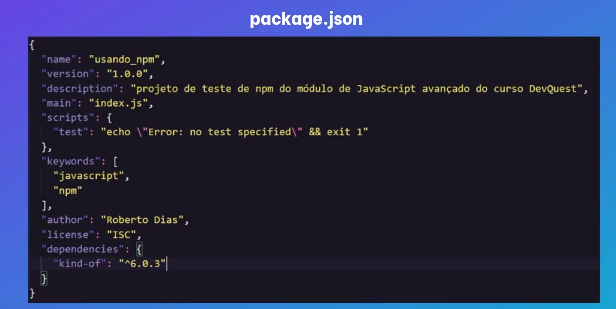 package.json
{
"name": "usando_npm",
"version": "1.0.0",
"description": "projeto de teste de npm do módulo de JavaScript avançado do curso DevQuest",
"main": "index.js",
"scripts": {
"test": "echo \"Error: no test specified\" && exit 1"
},
"keywords": [
"javascript",
"npm"
],
"author": "Roberto Dias",
"license": "ISC",
"dependencies": {
"kind-of": "^6.0.3"
}
}